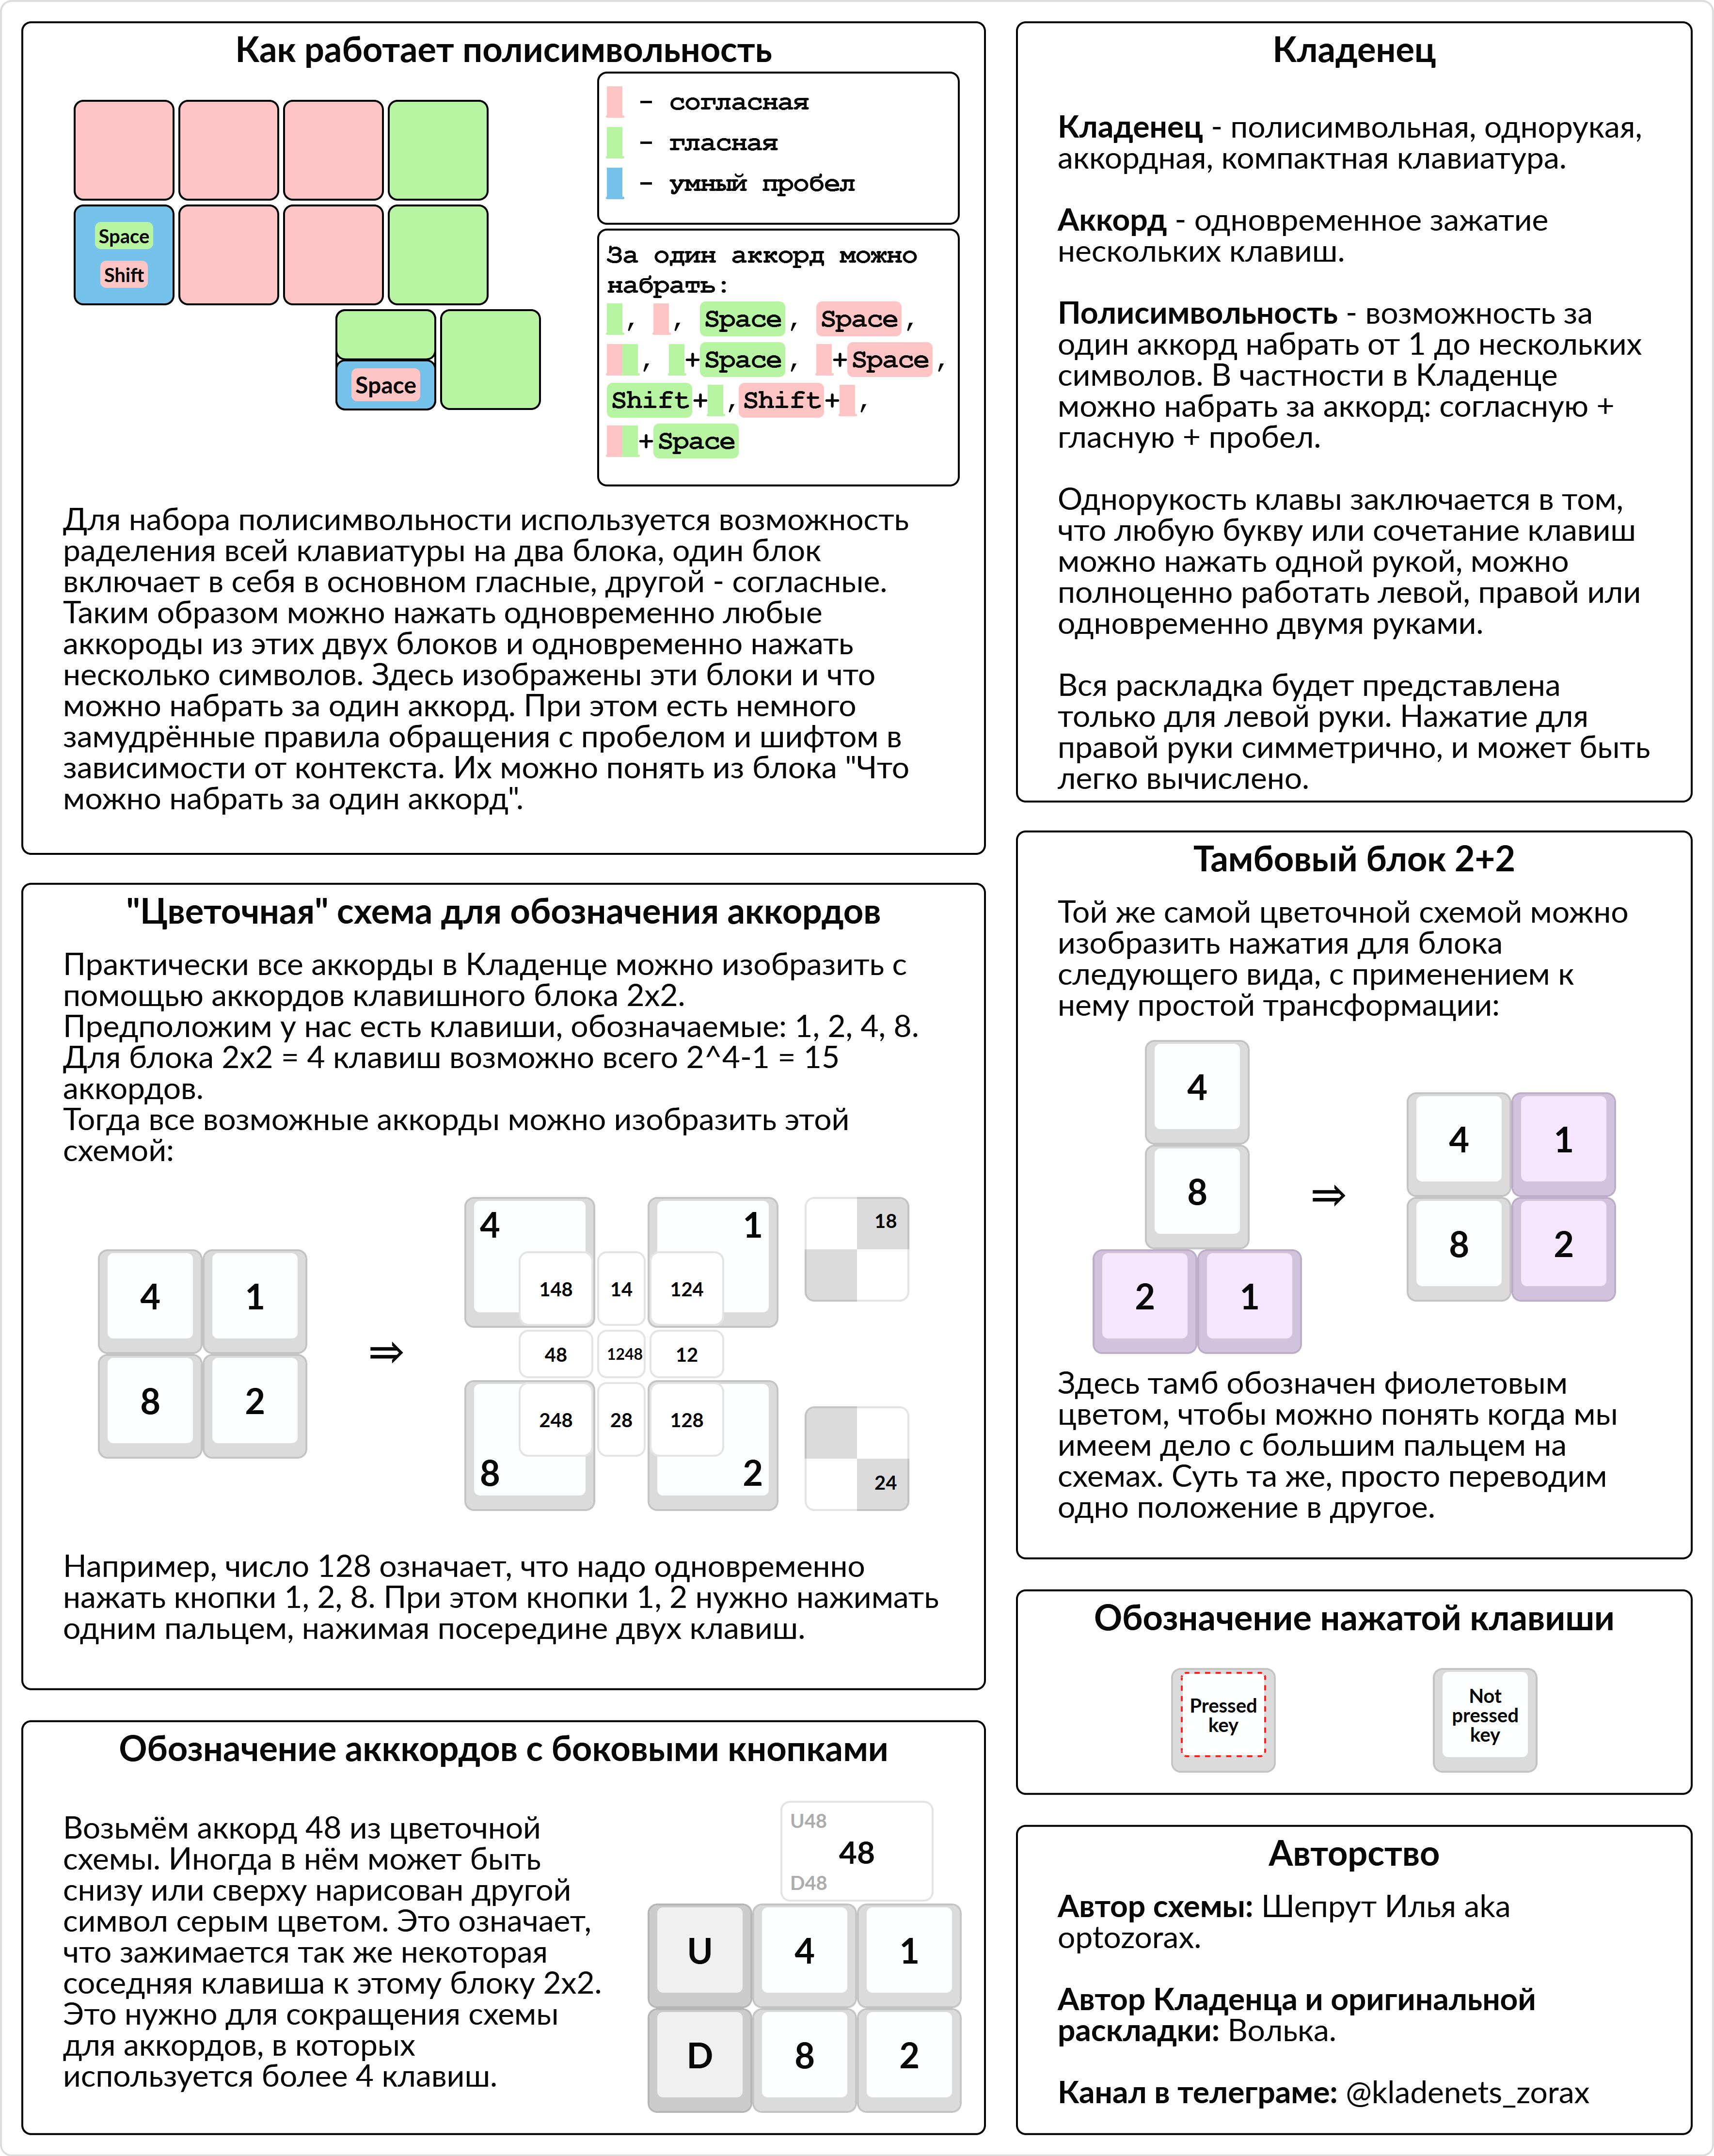 Как работает полисимвольность
- согласная
- гласная
- умный пробел
Space
Shift
Space
За один аккорд можно
набрать:
, , Space, Space,
, +Space, +Space,
Shift+ ,Shift+ ,
+Space
Для набора полисимвольности используется возможность
раделения всей клавиатуры на два блока, один блок
включает в себя в основном гласные, другой - согласные.
Таким образом можно нажать одновременно любые
аккороды из этих двух блоков и одновременно нажать
несколько символов. Здесь изображены эти блоки и что
можно набрать за один аккорд. При этом есть немного
замудрённые правила обращения с пробелом и шифтом в
зависимости от контекста. Их можно понять из блока "Что
можно набрать за один аккорд".
"Цветочная" схема для обозначения аккордов
Практически все аккорды в Кладенце можно изобразить с
помощью аккордов клавишного блока 2x2.
Предположим у нас есть клавиши, обозначаемые: 1, 2, 4, 8.
Для блока 2x2 = 4 клавиш возможно всего 2^4-1 = 15
аккордов.
Тогда все возможные аккорды можно изобразить этой
схемой:
4 1
8 2
⇒
4 1
148 14 124
48 1248 12
248 28 128
8 2
18
24
Например, число 128 означает, что надо одновременно
нажать кнопки 1, 2, 8. При этом кнопки 1, 2 нужно нажимать
одним пальцем, нажимая посередине двух клавиш.
Обозначение акккордов с боковыми кнопками
Возьмём аккорд 48 из цветочной
схемы. Иногда в нём может быть
снизу или сверху нарисован другой
символ серым цветом. Это означает,
что зажимается так же некоторая
соседняя клавиша к этому блоку 2x2.
Это нужно для сокращения схемы
для аккордов, в которых
используется более 4 клавиш.
U48
48
D48
U 4 1
D 8 2
Кладенец
Кладенец - полисимвольная, однорукая,
аккордная, компактная клавиатура.
Аккорд - одновременное зажатие
нескольких клавиш.
Полисимвольность - возможность за
один аккорд набрать от 1 до нескольких
символов. В частности в Кладенце
можно набрать за аккорд: согласную +
гласную + пробел.
Однорукость клавы заключается в том,
что любую букву или сочетание клавиш
можно нажать одной рукой, можно
полноценно работать левой, правой или
одновременно двумя руками.
Вся раскладка будет представлена
только для левой руки. Нажатие для
правой руки симметрично, и может быть
легко вычислено.
Тамбовый блок 2+2
Той же самой цветочной схемой можно
изобразить нажатия для блока
следующего вида, с применением к
нему простой трансформации:
4
8
2 1
⇒
4 1
8 2
Здесь тамб обозначен фиолетовым
цветом, чтобы можно понять когда мы
имеем дело с большим пальцем на
схемах. Суть та же, просто переводим
одно положение в другое.
Обозначение нажатой клавиши
Pressed
key
Not
pressed
key
Авторство
Автор схемы: Шепрут Илья aka
optozorax.
Автор Кладенца и оригинальной
раскладки: Волька.
Канал в телеграме: @kladenets_zorax